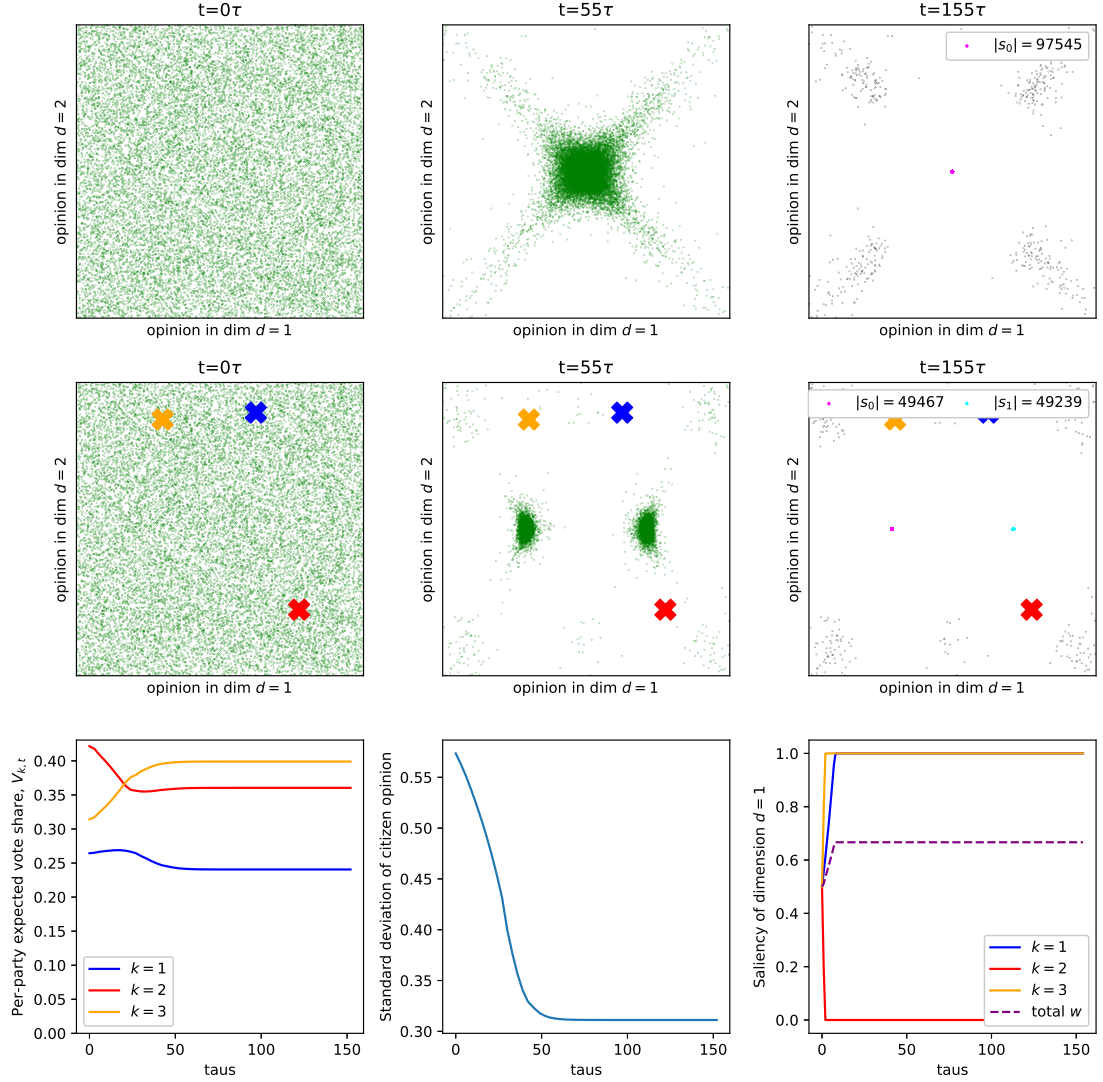 t=0τ
t=55τ
t=155τ
opinion in dim d = 2
opinion in dim d = 2
opinion in dim d = 2
|s₀| = 97545
opinion in dim d = 1
opinion in dim d = 1
opinion in dim d = 1
t=0τ
t=55τ
t=155τ
opinion in dim d = 2
opinion in dim d = 2
opinion in dim d = 2
|s₀| = 49467
|s₁| = 49239
opinion in dim d = 1
opinion in dim d = 1
opinion in dim d = 1
Per-party expected vote share, Vₖ,ₜ
0.40
0.35
0.30
0.25
0.20
0.15
0.10
0.05
0.00
k = 1
k = 2
k = 3
0
50
100
150
taus
Standard deviation of citizen opinion
0.55
0.50
0.45
0.40
0.35
0.30
0
50
100
150
taus
Saliency of dimension d = 1
1.0
0.8
0.6
0.4
0.2
0.0
k = 1
k = 2
k = 3
total w
0
50
100
150
taus